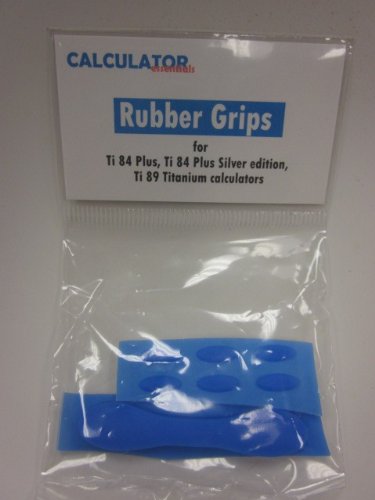 CALCULATOR
essentials
Rubber Grips
for
Ti 84 Plus, Ti 84 Plus Silver edition,
Ti 89 Titanium calculators